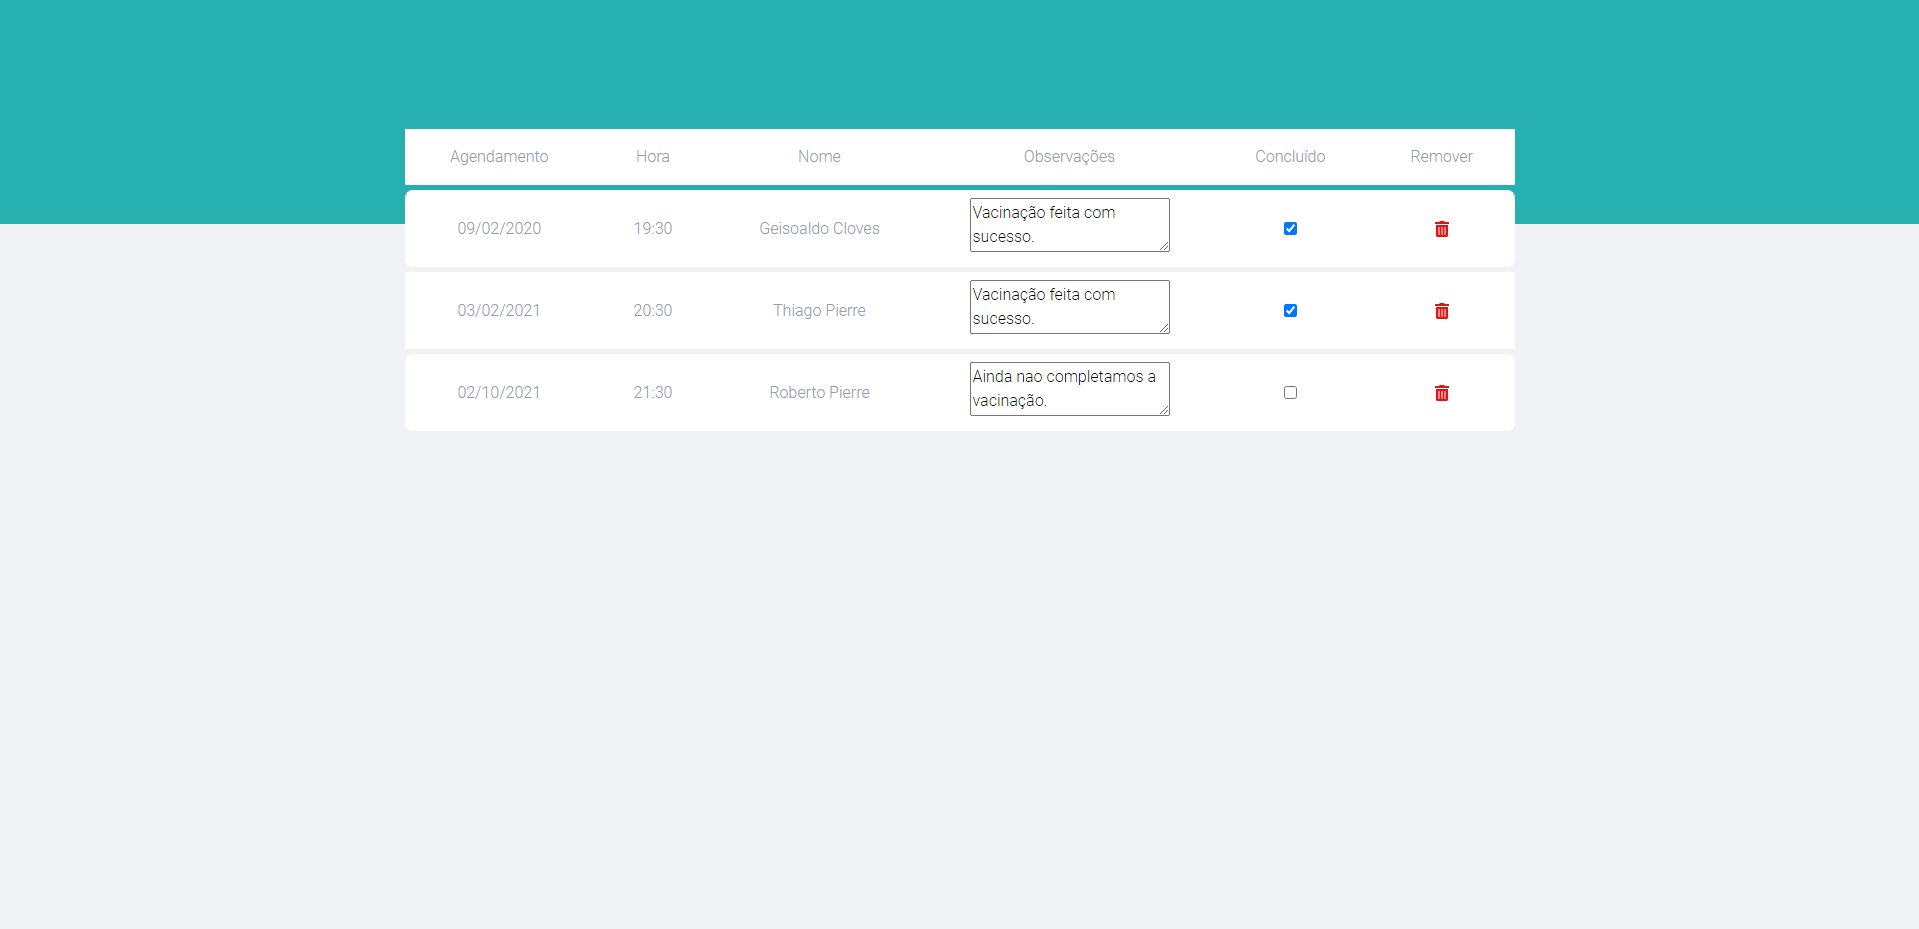 Agendamento Hora Nome Observações Concluído Remover
09/02/2020 19:30 Geisoaldo Cloves Vacinação feita com
sucesso.
03/02/2021 20:30 Thiago Pierre Vacinação feita com
sucesso.
02/10/2021 21:30 Roberto Pierre Ainda nao completamos a
vacinação.